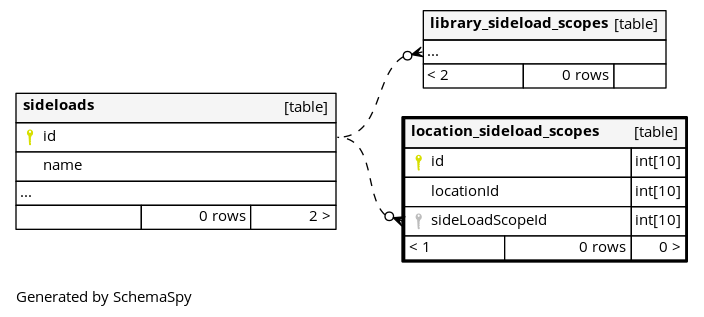 library_sideload_scopes [table]
...
< 2 0 rows
sideloads [table]
id
name
...
0 rows 2 >
location_sideload_scopes [table]
id int[10]
locationId int[10]
sideLoadScopeId int[10]
< 1 0 rows 0 >
Generated by SchemaSpy